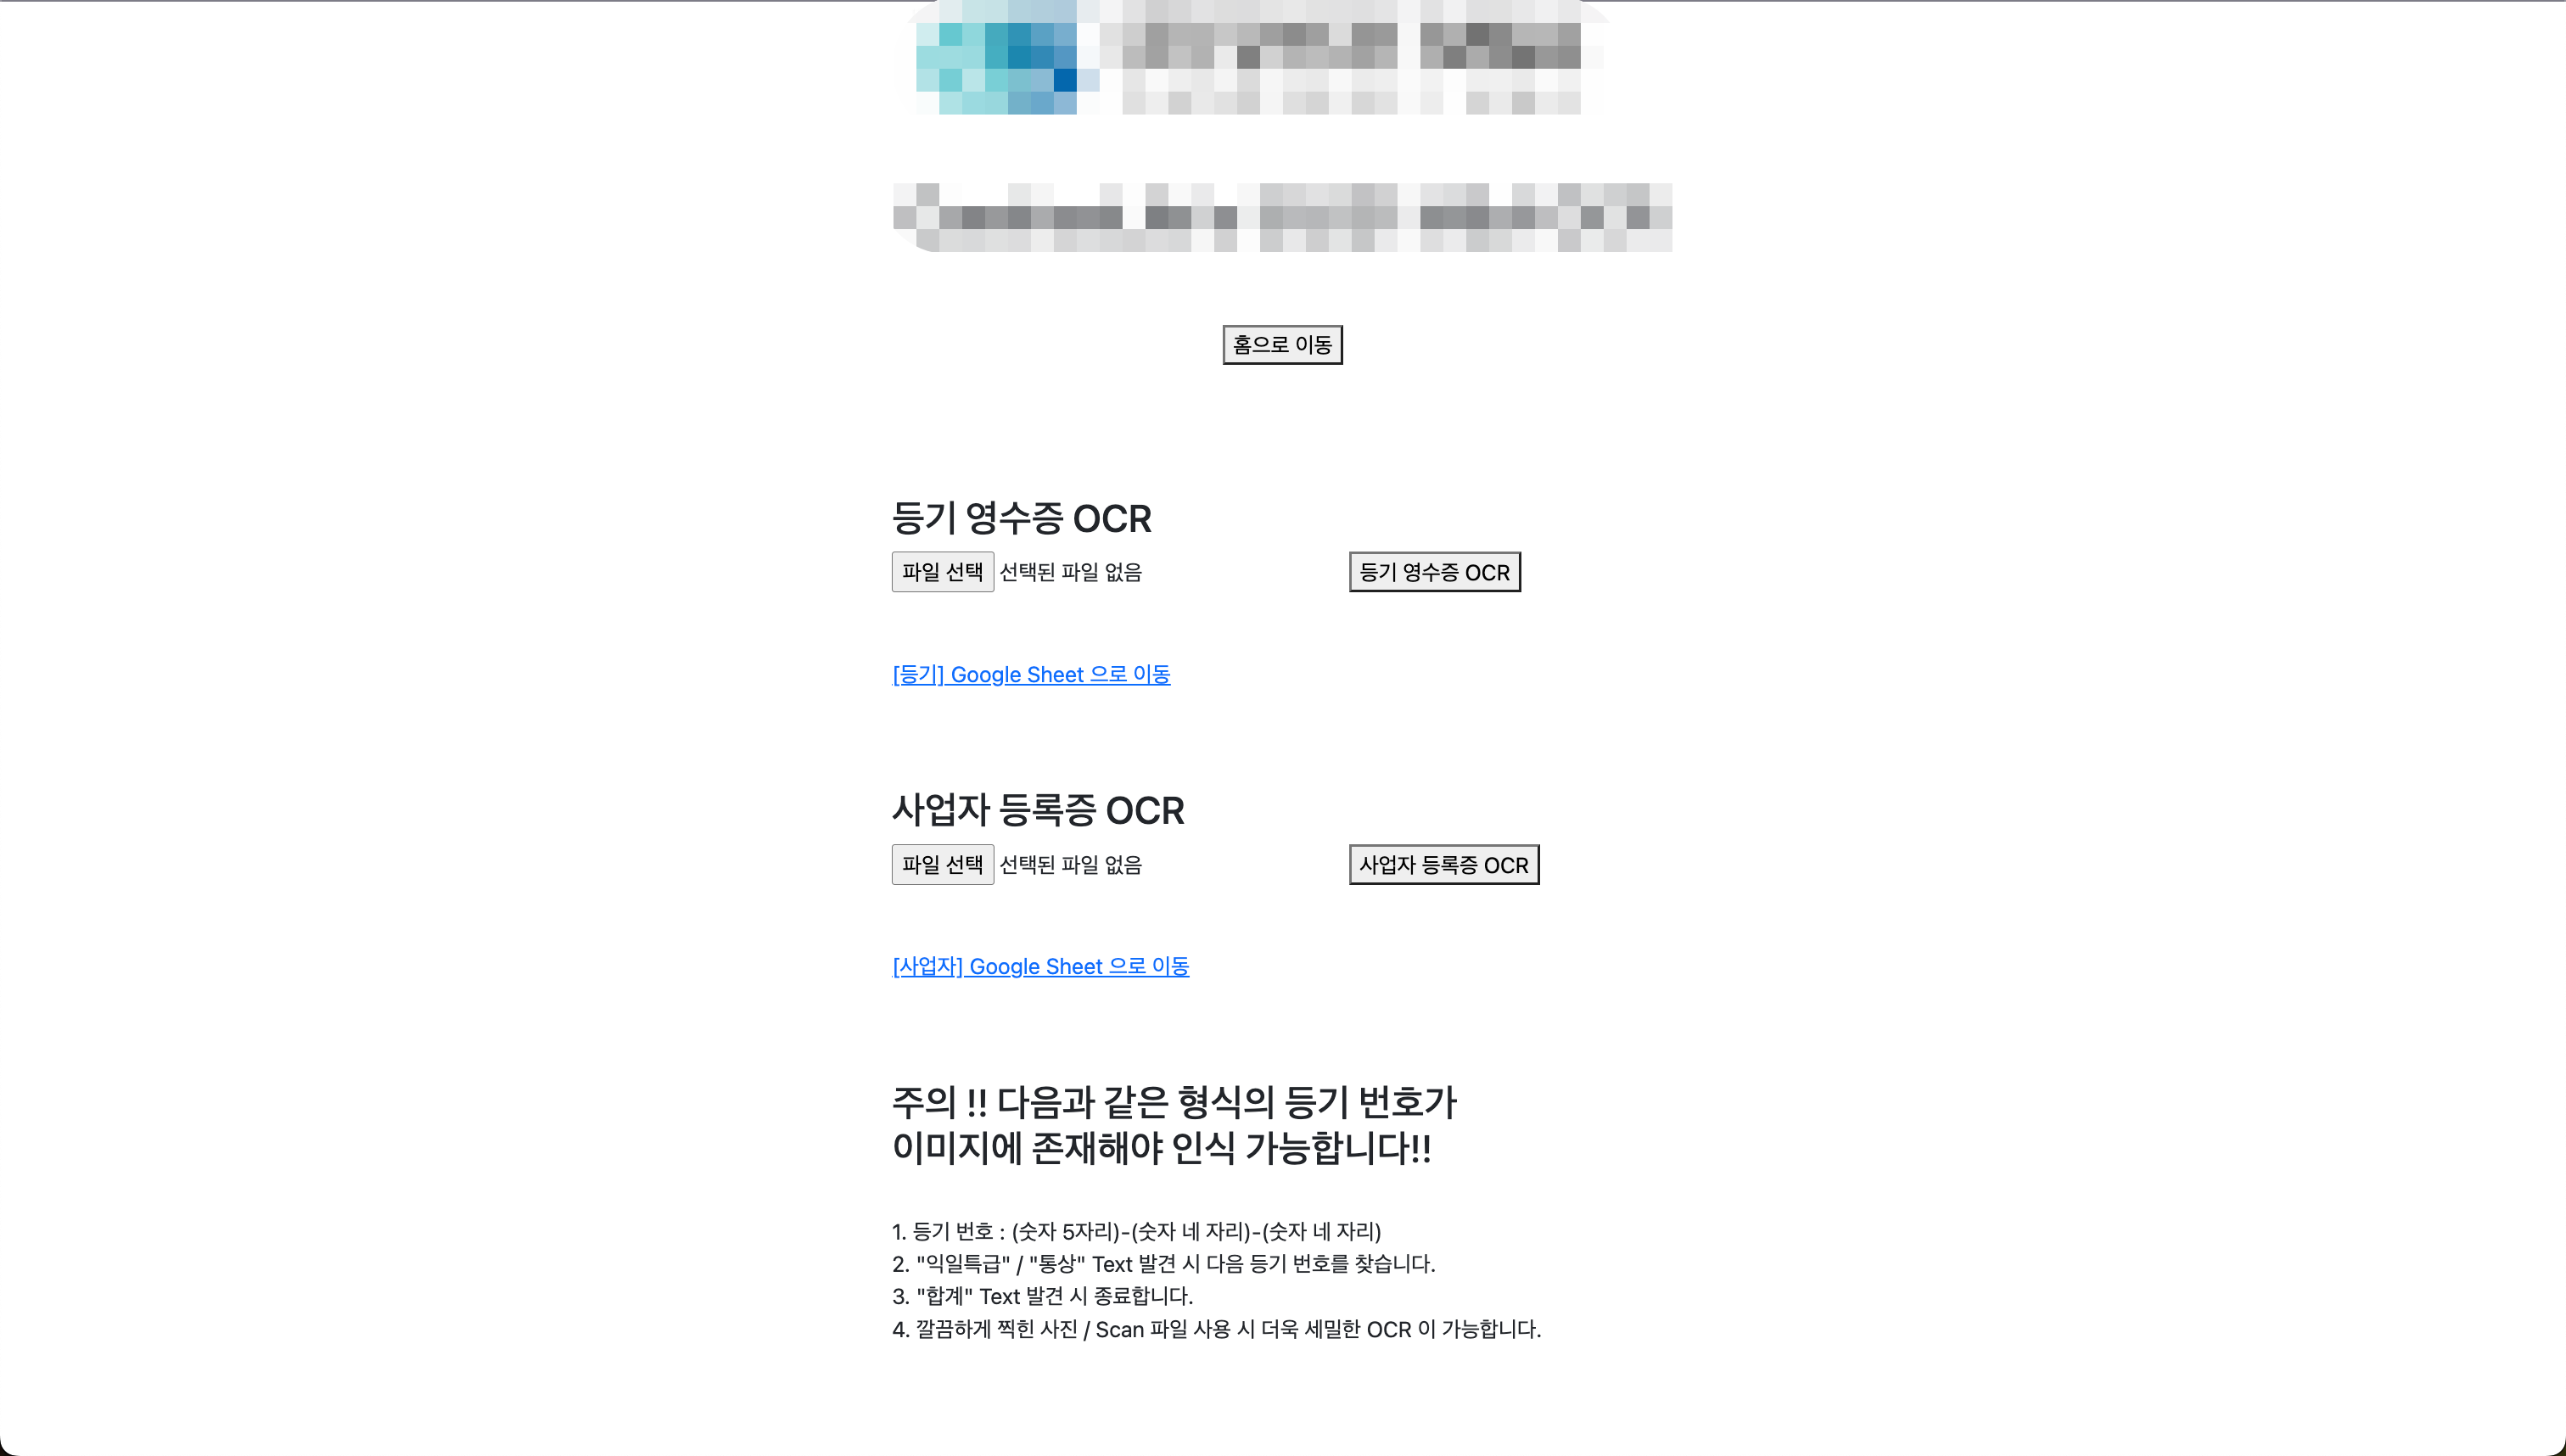 홈으로 이동
등기 영수증 OCR
파일 선택 선택된 파일 없음 등기 영수증 OCR
[등기] Google Sheet 으로 이동
사업자 등록증 OCR
파일 선택 선택된 파일 없음 사업자 등록증 OCR
[사업자] Google Sheet 으로 이동
주의 !! 다음과 같은 형식의 등기 번호가
이미지에 존재해야 인식 가능합니다!!
1. 등기 번호 : (숫자 5자리)-(숫자 네 자리)-(숫자 네 자리)
2. "익일특급" / "통상" Text 발견 시 다음 등기 번호를 찾습니다.
3. "합계" Text 발견 시 종료합니다.
4. 깔끔하게 찍힌 사진 / Scan 파일 사용 시 더욱 세밀한 OCR 이 가능합니다.